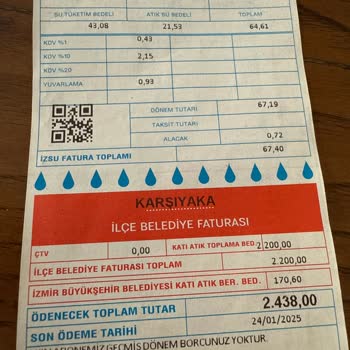 SU TÜKETİM BEDELİ ATIK SU BEDELİ TOPLAM
43,08 21,53 64,61
KDV %1 0,43
KDV %10 2,15
KDV %20
YUVARLAMA 0,93
DÖNEM TUTARI 67,19
TAKSİT TUTARI
ALACAK 0,72
İZSU FATURA TOPLAMI 67,40
KARŞIYAKA
İLÇE BELEDİYE FATURASI
ÇTV 0,00 KATI ATIK TOPLAMA BED 2.200,00
İLÇE BELEDİYE FATURASI TOPLAM 2.200,00
İZMİR BÜYÜKŞEHİR BELEDİYESİ KATI ATIK BER. BED. 170,60
ÖDENECEK TOPLAM TUTAR 2.438,00
SON ÖDEME TARİHİ 24/01/2025
GEÇMİŞ DÖNEM BORCUNUZ YOKTUR.